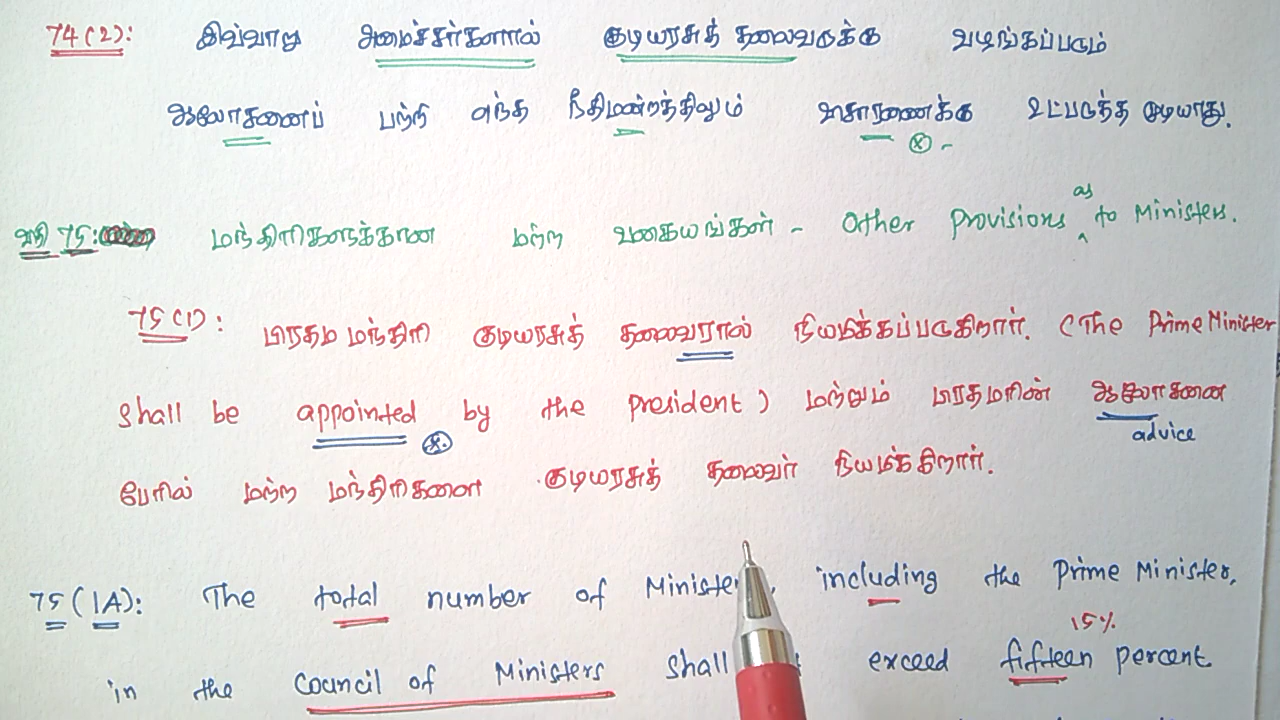 74(2): இவ்வாறு அமைச்சர்களால் குடியரசுத் தலைவருக்கு வழங்கப்படும்
ஆலோசனைப் பற்றி எந்த நீதிமன்றத்திலும் விசாரணைக்கு உட்படுத்த முடியாது.
விதி 75: மந்திரிகளுக்கான மற்ற வகையங்கள் - Other Provisions as to Ministers.
75(1): பிரதம மந்திரி குடியரசுத் தலைவரால் நியமிக்கப்படுகிறார். (The Prime Minister
shall be appointed by the President) மற்றும் பிரதமரின் ஆலோசனை
advice
பேரில் மற்ற மந்திரிகளை குடியரசுத் தலைவர் நியமிக்கிறார்.
75(1A): The total number of Ministers, including the Prime Minister,
15%
in the Council of Ministers shall exceed fifteen percent